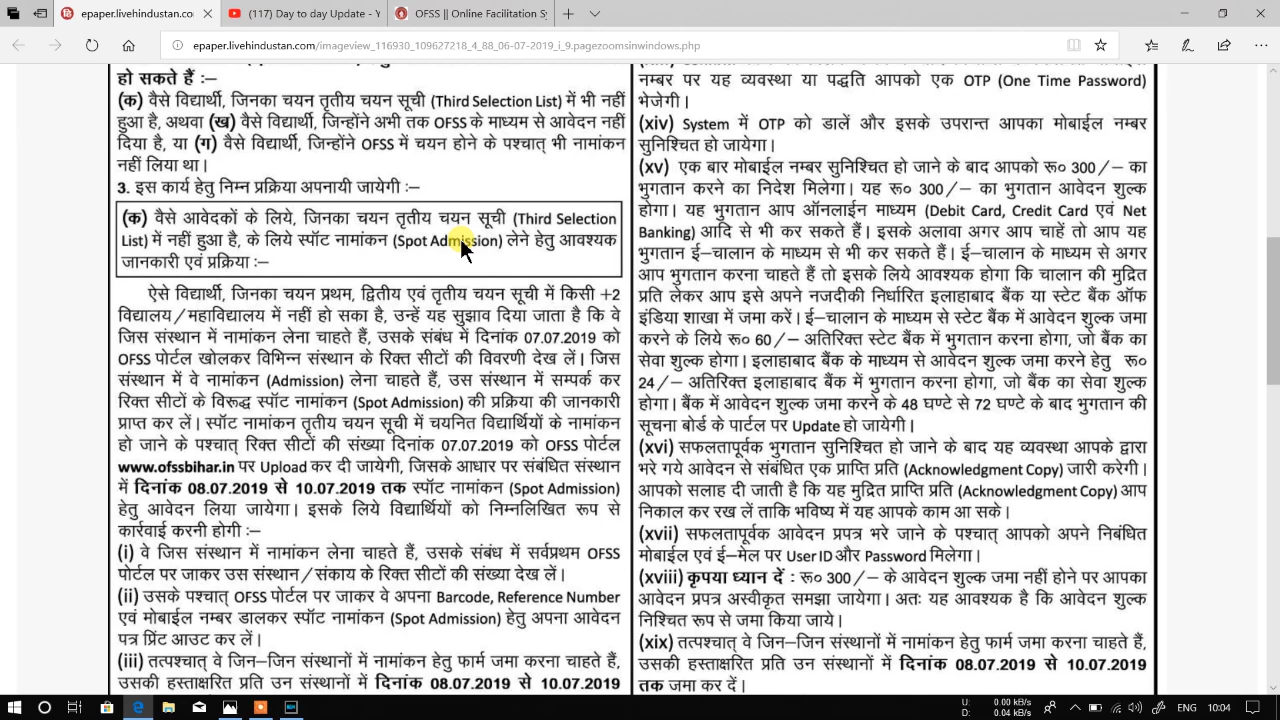 epaper.livehindustan.co
(117) Day to day Update - Y
OFSS || Online Facilitation S
epaper.livehindustan.com/imageview_116930_109627218_4_88_06-07-2019_i_9.pagezoomsinwindows.php
हो सकते हैं :–
(क) वैसे विद्यार्थी, जिनका चयन तृतीय चयन सूची (Third Selection List) में भी नहीं
हुआ है, अथवा (ख) वैसे विद्यार्थी, जिन्होंने अभी तक OFSS के माध्यम से आवेदन नहीं
दिया है, या (ग) वैसे विद्यार्थी, जिन्होंने OFSS में चयन होने के पश्चात् भी नामांकन
नहीं लिया था।
3. इस कार्य हेतु निम्न प्रक्रिया अपनायी जायेगी :–
(क) वैसे आवेदकों के लिये, जिनका चयन तृतीय चयन सूची (Third Selection
List) में नहीं हुआ है, के लिये स्पॉट नामांकन (Spot Admission) लेने हेतु आवश्यक
जानकारी एवं प्रक्रिया :–
ऐसे विद्यार्थी, जिनका चयन प्रथम, द्वितीय एवं तृतीय चयन सूची में किसी +2
विद्यालय/महाविद्यालय में नहीं हो सका है, उन्हें यह सुझाव दिया जाता है कि वे
जिस संस्थान में नामांकन लेना चाहते हैं, उसके संबंध में दिनांक 07.07.2019 को
OFSS पोर्टल खोलकर विभिन्न संस्थान के रिक्त सीटों की विवरणी देख लें। जिस
संस्थान में वे नामांकन (Admission) लेना चाहते हैं, उस संस्थान में सम्पर्क कर
रिक्त सीटों के विरूद्ध स्पॉट नामांकन (Spot Admission) की प्रक्रिया की जानकारी
प्राप्त कर लें। स्पॉट नामांकन तृतीय चयन सूची में चयनित विद्यार्थियों के नामांकन
हो जाने के पश्चात् रिक्त सीटों की संख्या दिनांक 07.07.2019 को OFSS पोर्टल
www.ofssbihar.in पर Upload कर दी जायेगी, जिसके आधार पर संबंधित संस्थान
में दिनांक 08.07.2019 से 10.07.2019 तक स्पॉट नामांकन (Spot Admission)
हेतु आवेदन लिया जायेगा। इसके लिये विद्यार्थियों को निम्नलिखित रूप से
कार्रवाई करनी होगी :–
(i) वे जिस संस्थान में नामांकन लेना चाहते हैं, उसके संबध में सर्वप्रथम OFSS
पोर्टल पर जाकर उस संस्थान/संकाय के रिक्त सीटों की संख्या देख लें।
(ii) उसके पश्चात् OFSS पोर्टल पर जाकर वे अपना Barcode, Reference Number
एवं मोबाईल नम्बर डालकर स्पॉट नामांकन (Spot Admission) हेतु अपना आवेदन
पत्र प्रिंट आउट कर लें।
(iii) तत्पश्चात् वे जिन–जिन संस्थानों में नामांकन हेतु फार्म जमा करना चाहते हैं,
उसकी हस्ताक्षरित प्रति उन संस्थानों में दिनांक 08.07.2019 से 10.07.2019
नम्बर पर यह व्यवस्था या पद्धति आपको एक OTP (One Time Password)
भेजेगी।
(xiv) System में OTP को डालें और इसके उपरान्त आपका मोबाईल नम्बर
सुनिश्चित हो जायेगा।
(xv) एक बार मोबाईल नम्बर सुनिश्चित हो जाने के बाद आपको रू० 300/– का
भुगतान करने का निदेश मिलेगा। यह रू० 300/– का भुगतान आवेदन शुल्क
होगा। यह भुगतान आप ऑनलाईन माध्यम (Debit Card, Credit Card एवं Net
Banking) आदि से भी कर सकते हैं। इसके अलावा अगर आप चाहें तो आप यह
भुगतान ई–चालान के माध्यम से भी कर सकते हैं। ई–चालान के माध्यम से अगर
आप भुगतान करना चाहते हैं तो इसके लिये आवश्यक होगा कि चालान की मुद्रित
प्रति लेकर आप इसे अपने नजदीकी निर्धारित इलाहाबाद बैंक या स्टेट बैंक ऑफ
इंडिया शाखा में जमा करें। ई–चालान के माध्यम से स्टेट बैंक में आवेदन शुल्क जमा
करने के लिये रू० 60/– अतिरिक्त स्टेट बैंक में भुगतान करना होगा, जो बैंक का
सेवा शुल्क होगा। इलाहाबाद बैंक के माध्यम से आवेदन शुल्क जमा करने हेतु रू०
24/– अतिरिक्त इलाहाबाद बैंक में भुगतान करना होगा, जो बैंक का सेवा शुल्क
होगा। बैंक में आवेदन शुल्क जमा करने के 48 घण्टे से 72 घण्टे के बाद भुगतान की
सूचना बोर्ड के पार्टल पर Update हो जायेगी।
(xvi) सफलतापूर्वक भुगतान सुनिश्चित हो जाने के बाद यह व्यवस्था आपके द्वारा
भरे गये आवेदन से संबंधित एक प्राप्ति प्रति (Acknowledgment Copy) जारी करेगी।
आपको सलाह दी जाती है कि यह मुद्रित प्राप्ति प्रति (Acknowledgment Copy) आप
निकाल कर रख लें ताकि भविष्य में यह आपके काम आ सके।
(xvii) सफलतापूर्वक आवेदन प्रपत्र भरे जाने के पश्चात् आपको अपने निबंधित
मोबाईल एवं ई–मेल पर User ID और Password मिलेगा।
(xviii) कृपया ध्यान दें : रू० 300/– के आवेदन शुल्क जमा नहीं होने पर आपका
आवेदन प्रपत्र अस्वीकृत समझा जायेगा। अतः यह आवश्यक है कि आवेदन शुल्क
निश्चित रूप से जमा किया जाये।
(xix) तत्पश्चात् वे जिन–जिन संस्थानों में नामांकन हेतु फार्म जमा करना चाहते हैं,
उसकी हस्ताक्षरित प्रति उन संस्थानों में दिनांक 08.07.2019 से 10.07.2019
तक जमा कर दें।
U: 0.00 kB/s
D: 0.04 kB/s
ENG 10:04